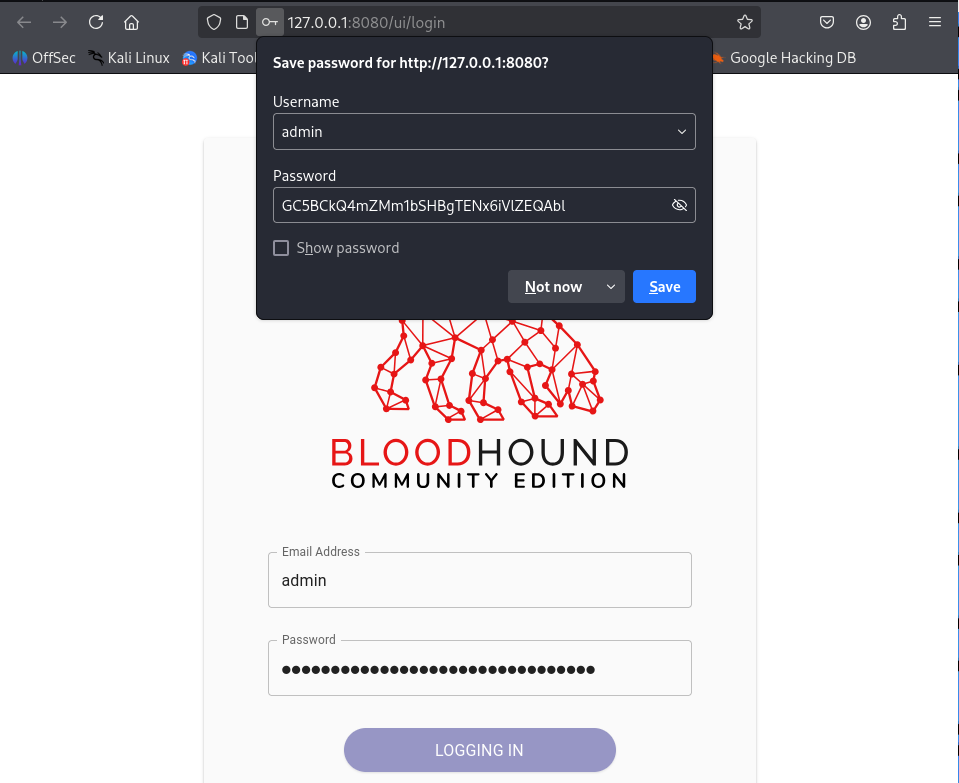 127.0.0.1:8080/ui/login
OffSec Kali Linux Kali Tool Google Hacking DB
Save password for http://127.0.0.1:8080?
Username
admin
Password
GC5BCkQ4mZMm1bSHBgTENx6iVlZEQAbl
Show password
Not now Save
BLOODHOUND
COMMUNITY EDITION
Email Address
admin
Password
LOGGING IN